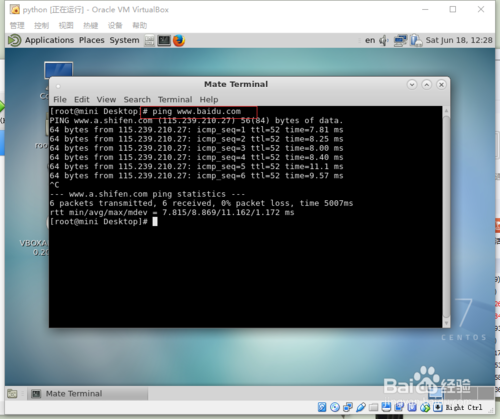 python [正在运行] - Oracle VM VirtualBox
管理 控制 视图 热键 设备 帮助
Applications Places System
en
Sat Jun 18, 12:28
Mate Terminal
File Edit View Search Terminal Help
[root@mini Desktop]# ping www.baidu.com
PING www.a.shifen.com (115.239.210.27) 56(84) bytes of data.
64 bytes from 115.239.210.27: icmp_seq=1 ttl=52 time=7.81 ms
64 bytes from 115.239.210.27: icmp_seq=2 ttl=52 time=8.25 ms
64 bytes from 115.239.210.27: icmp_seq=3 ttl=52 time=8.00 ms
64 bytes from 115.239.210.27: icmp_seq=4 ttl=52 time=8.40 ms
64 bytes from 115.239.210.27: icmp_seq=5 ttl=52 time=11.1 ms
64 bytes from 115.239.210.27: icmp_seq=6 ttl=52 time=9.57 ms
^C
--- www.a.shifen.com ping statistics ---
6 packets transmitted, 6 received, 0% packet loss, time 5007ms
rtt min/avg/max/mdev = 7.815/8.869/11.162/1.172 ms
[root@mini Desktop]#
7
CENTOS
Baidu 经验
Mate Terminal
Right Ctrl